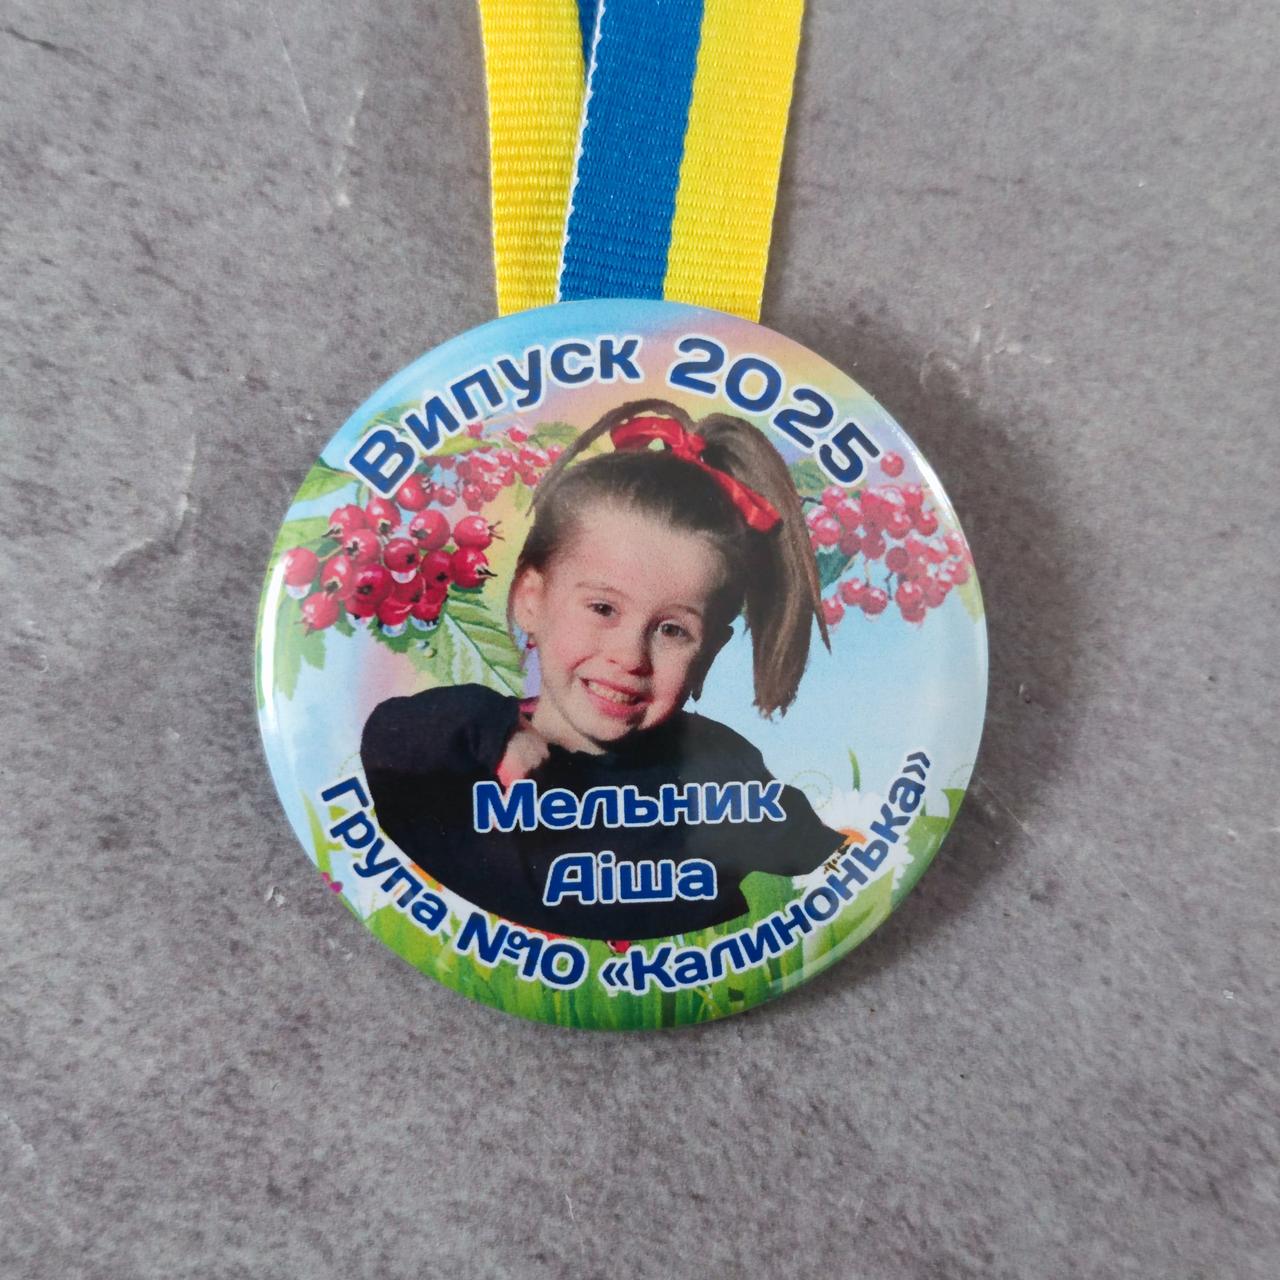 Випуск 2025
Мельник
Аіша
Група №10 «Калинонька»